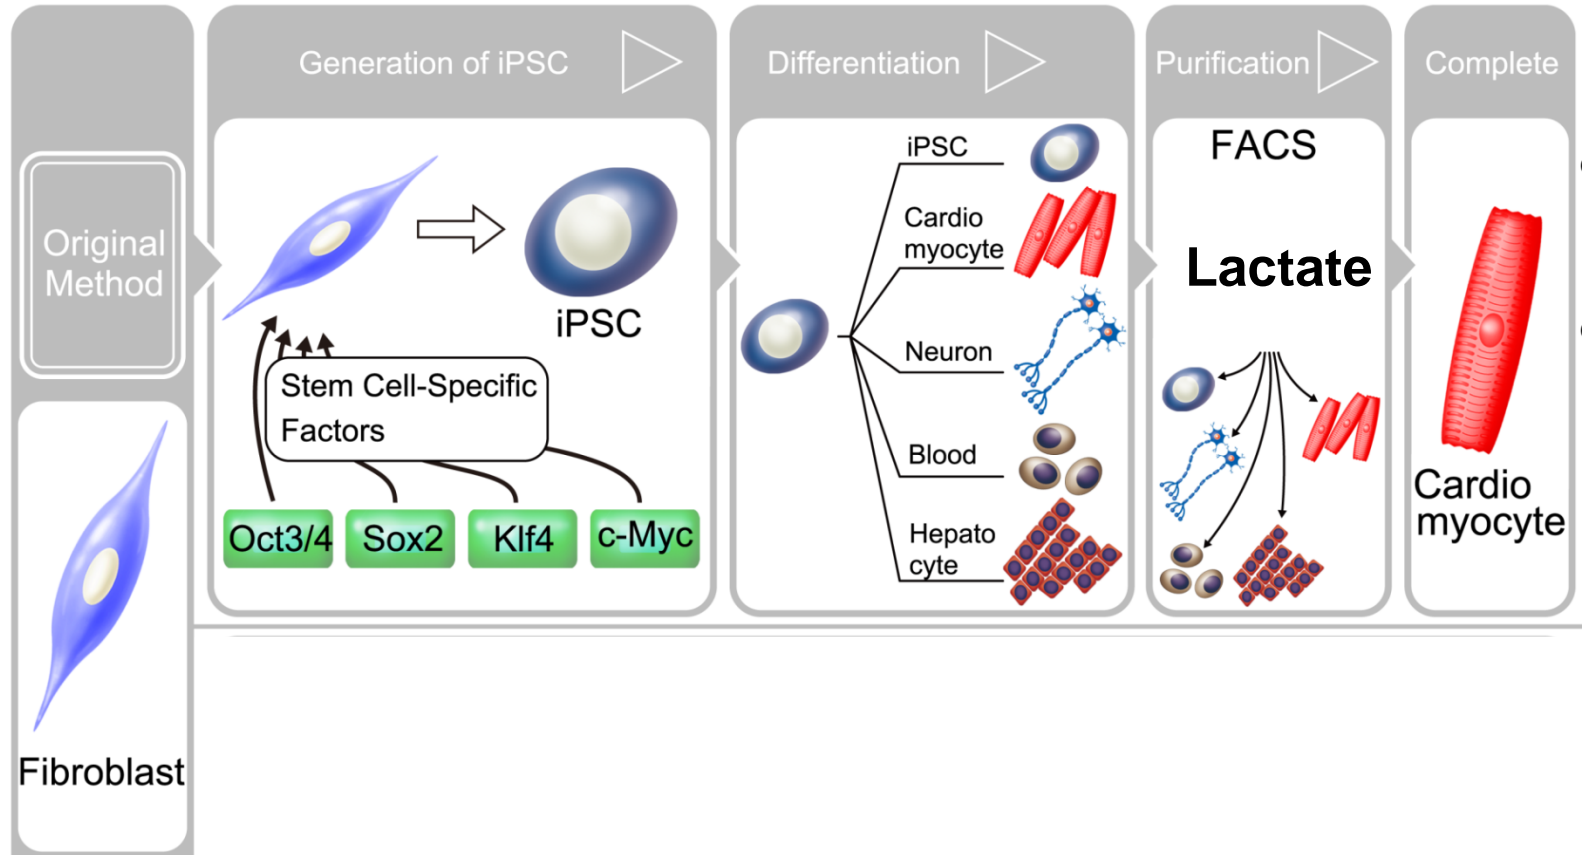 Generation of iPSC
Differentiation
Purification
Complete
Original
Method
Fibroblast
iPSC
Stem Cell-Specific
Factors
Oct3/4
Sox2
Klf4
c-Myc
iPSC
Cardio
myocyte
Neuron
Blood
Hepato
cyte
FACS
Lactate
Cardio
myocyte